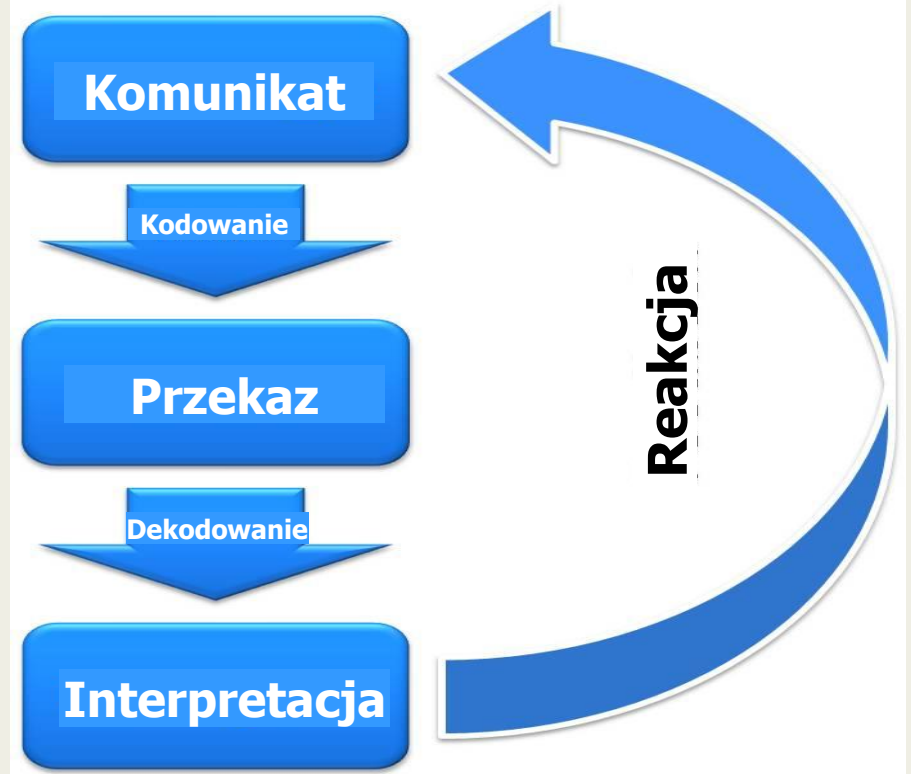 Komunikat
Kodowanie
Przekaz
Dekodowanie
Interpretacja
Reakcja